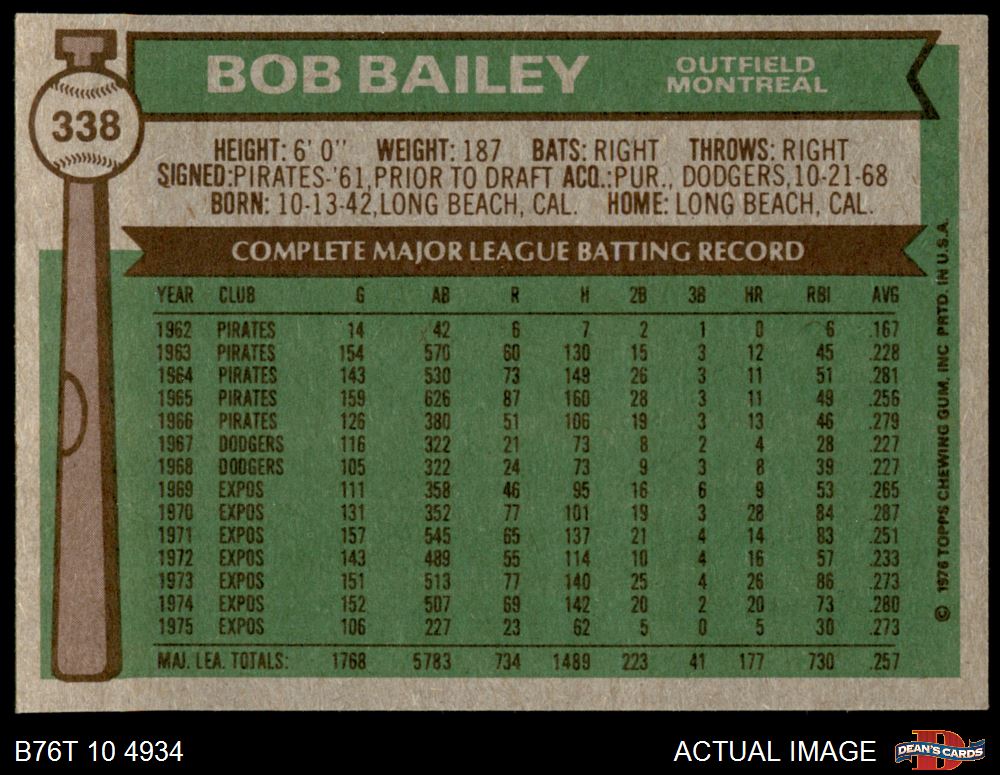 338
BOB BAILEY
OUTFIELD
MONTREAL
HEIGHT: 6' 0" WEIGHT: 187 BATS: RIGHT THROWS: RIGHT
SIGNED:PIRATES-'61,PRIOR TO DRAFT ACQ.:PUR., DODGERS,10-21-68
BORN: 10-13-42,LONG BEACH, CAL. HOME: LONG BEACH, CAL.
COMPLETE MAJOR LEAGUE BATTING RECORD
YEAR CLUB G AB R H 2B 3B HR RBI AVG
1962 PIRATES 14 42 6 7 2 1 0 6 .167
1963 PIRATES 154 570 60 130 15 3 12 45 .228
1964 PIRATES 143 530 73 149 26 3 11 51 .281
1965 PIRATES 159 626 87 160 28 3 11 49 .256
1966 PIRATES 126 380 51 106 19 3 13 46 .279
1967 DODGERS 116 322 21 73 8 2 4 28 .227
1968 DODGERS 105 322 24 73 9 3 8 39 .227
1969 EXPOS 111 358 46 95 16 6 9 53 .265
1970 EXPOS 131 352 77 101 19 3 28 84 .287
1971 EXPOS 157 545 65 137 21 4 14 83 .251
1972 EXPOS 143 489 55 114 10 4 16 57 .233
1973 EXPOS 151 513 77 140 25 4 26 86 .273
1974 EXPOS 152 507 69 142 20 2 20 73 .280
1975 EXPOS 106 227 23 62 5 0 5 30 .273
MAJ. LEA. TOTALS: 1768 5783 734 1489 223 41 177 730 .257
© 1976 TOPPS CHEWING GUM, INC PRTD. IN U.S.A.
B76T 10 4934
ACTUAL IMAGE
DEAN'S CARDS